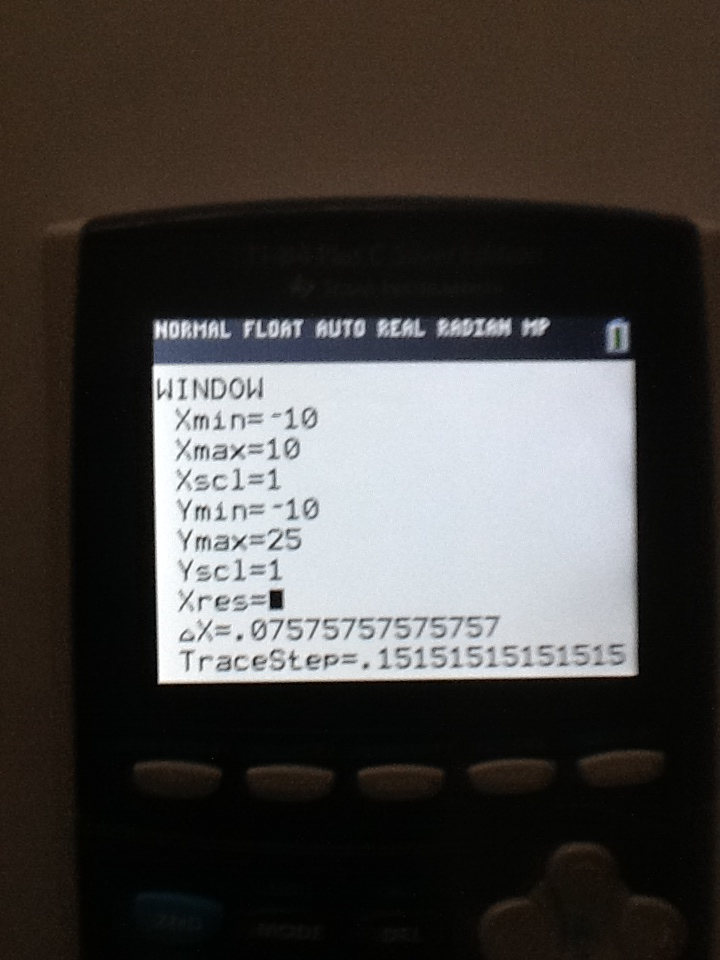 NORMAL FLOAT AUTO REAL RADIAN MP
WINDOW
Xmin=-10
Xmax=10
Xscl=1
Ymin=-10
Ymax=25
Yscl=1
Xres=
△X=.07575757575757
TraceStep=.15151515151515